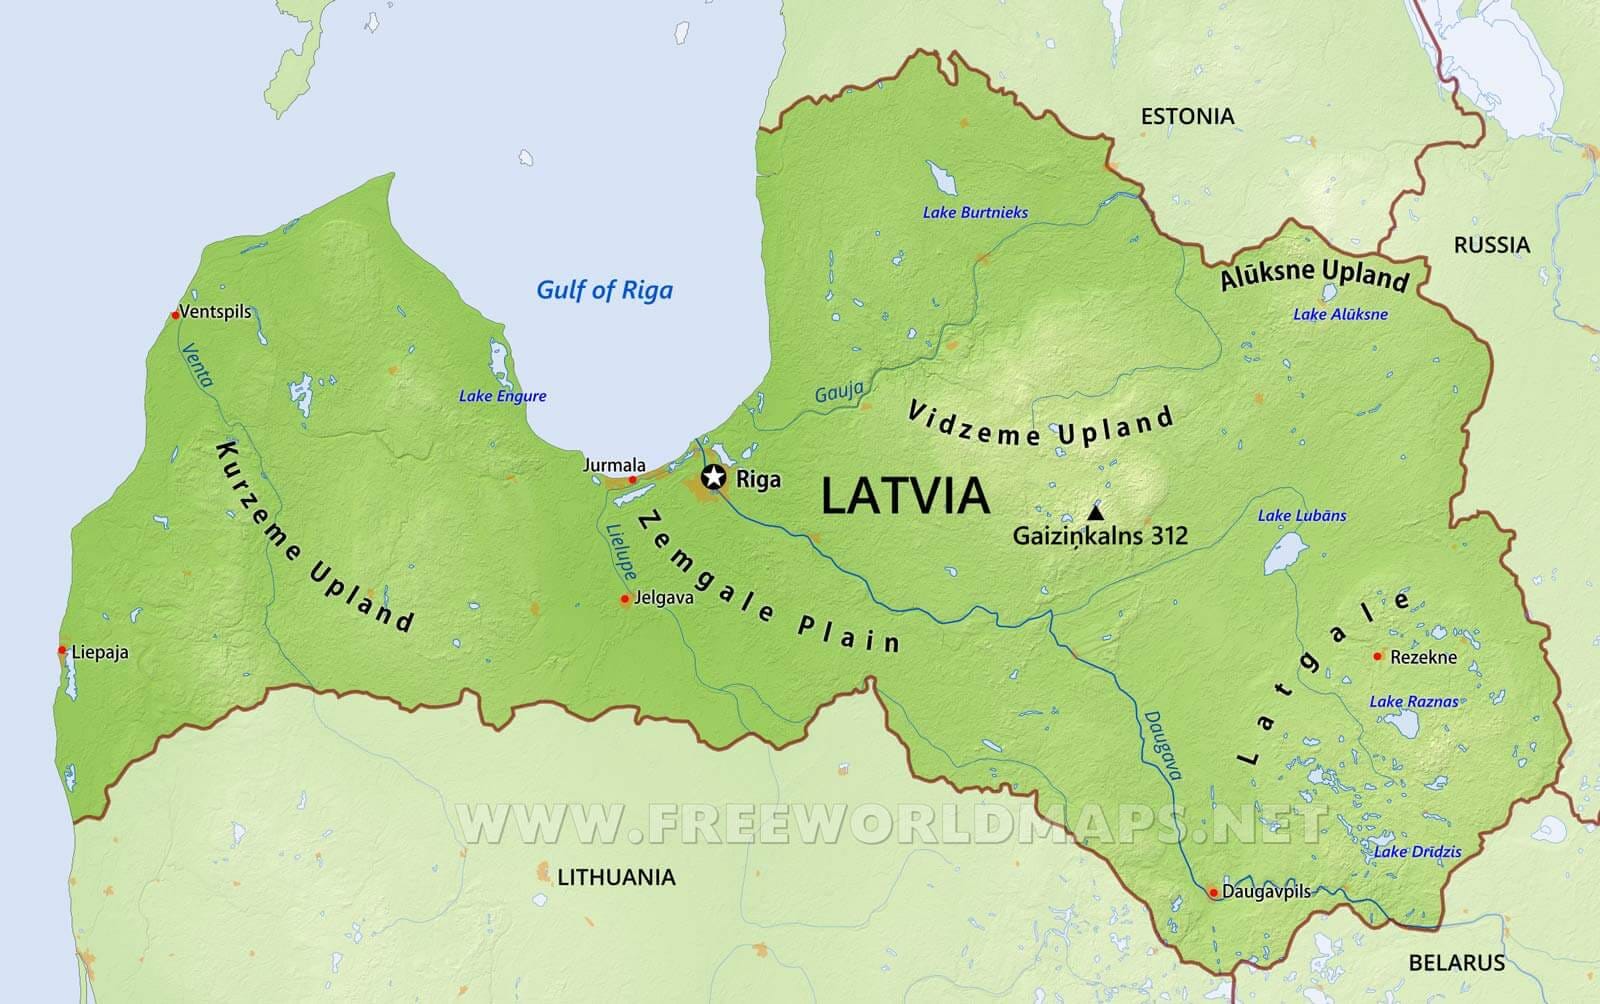 ESTONIA
Lake Burtnieks
RUSSIA
Alūksne Upland
Gulf of Riga
Ventspils
Lake Alūksne
Venta
Lake Engure
Gauja
Vidzeme Upland
Kurzeme Upland
Jurmala
Riga
LATVIA
Lake Lubāns
Gaiziņkalns 312
Lielupe
Zemgale Plain
Jelgava
Latgale
Liepaja
Rezekne
Lake Raznas
Daugava
WWW.FREEWORLDMAPS.NET
Lake Drīdzis
LITHUANIA
Daugavpils
BELARUS